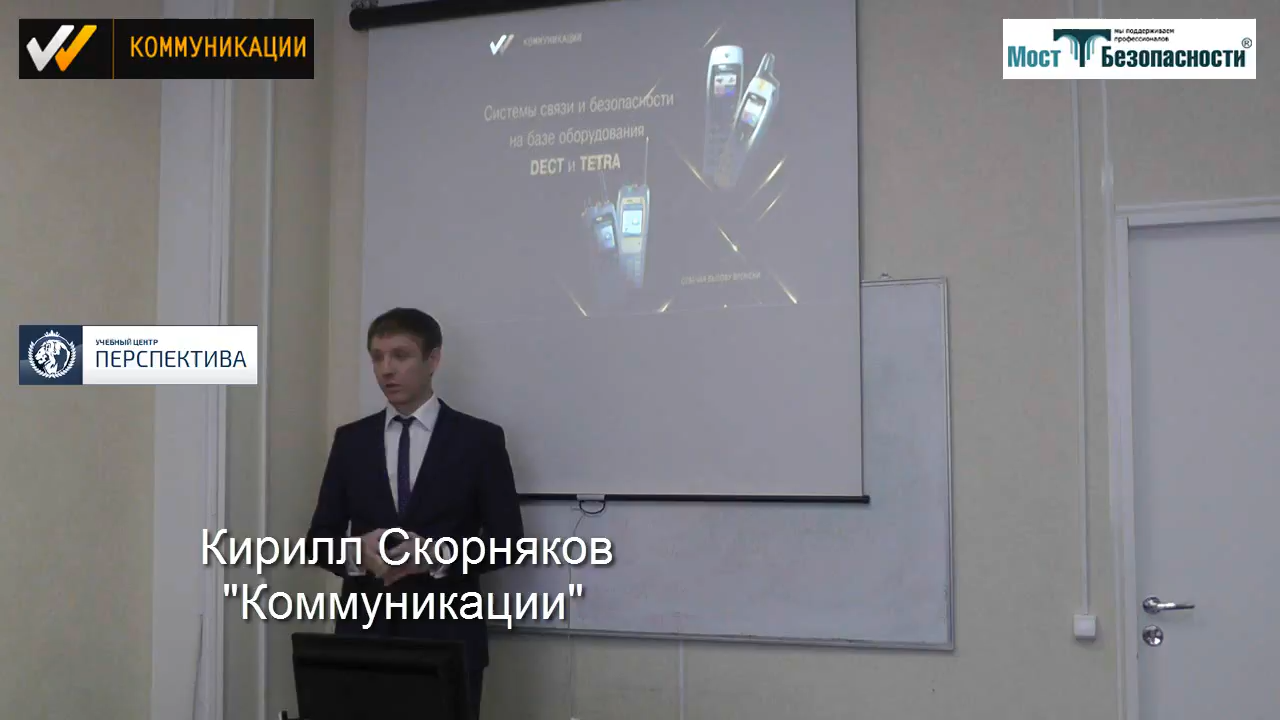 КОММУНИКАЦИИ
мы поддерживаем
профессионалов
Мост Безопасности®
КОММУНИКАЦИИ
Системы связи и безопасности
на базе оборудования
DECT и TETRA
УЧЕБНЫЙ ЦЕНТР
ПЕРСПЕКТИВА
Кирилл Скорняков
"Коммуникации"